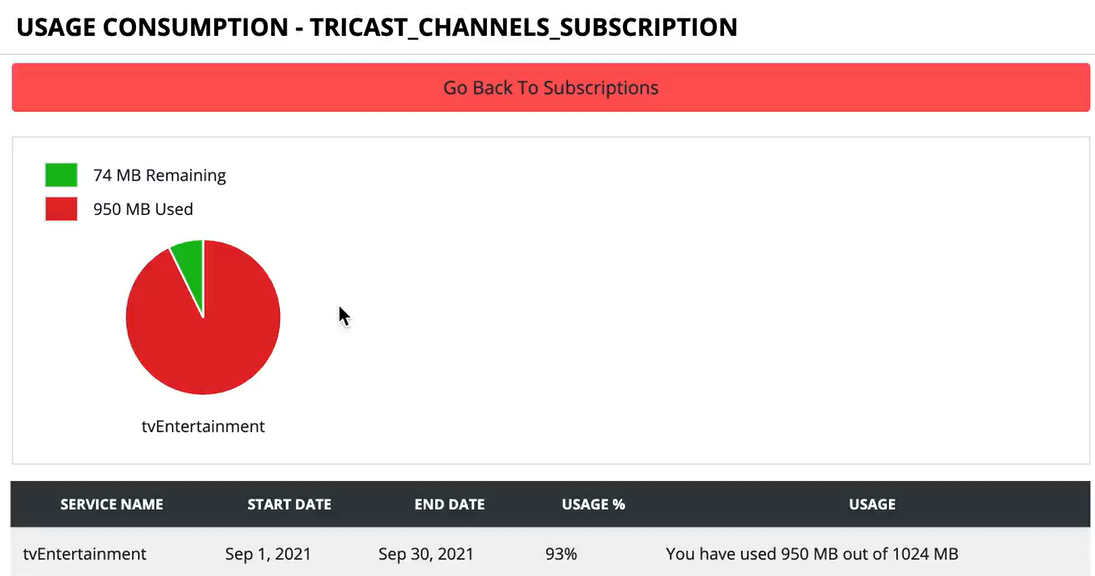 USAGE CONSUMPTION - TRICAST_CHANNELS_SUBSCRIPTION
Go Back To Subscriptions
74 MB Remaining
950 MB Used
tvEntertainment
SERVICE NAME START DATE END DATE USAGE % USAGE
tvEntertainment Sep 1, 2021 Sep 30, 2021 93% You have used 950 MB out of 1024 MB